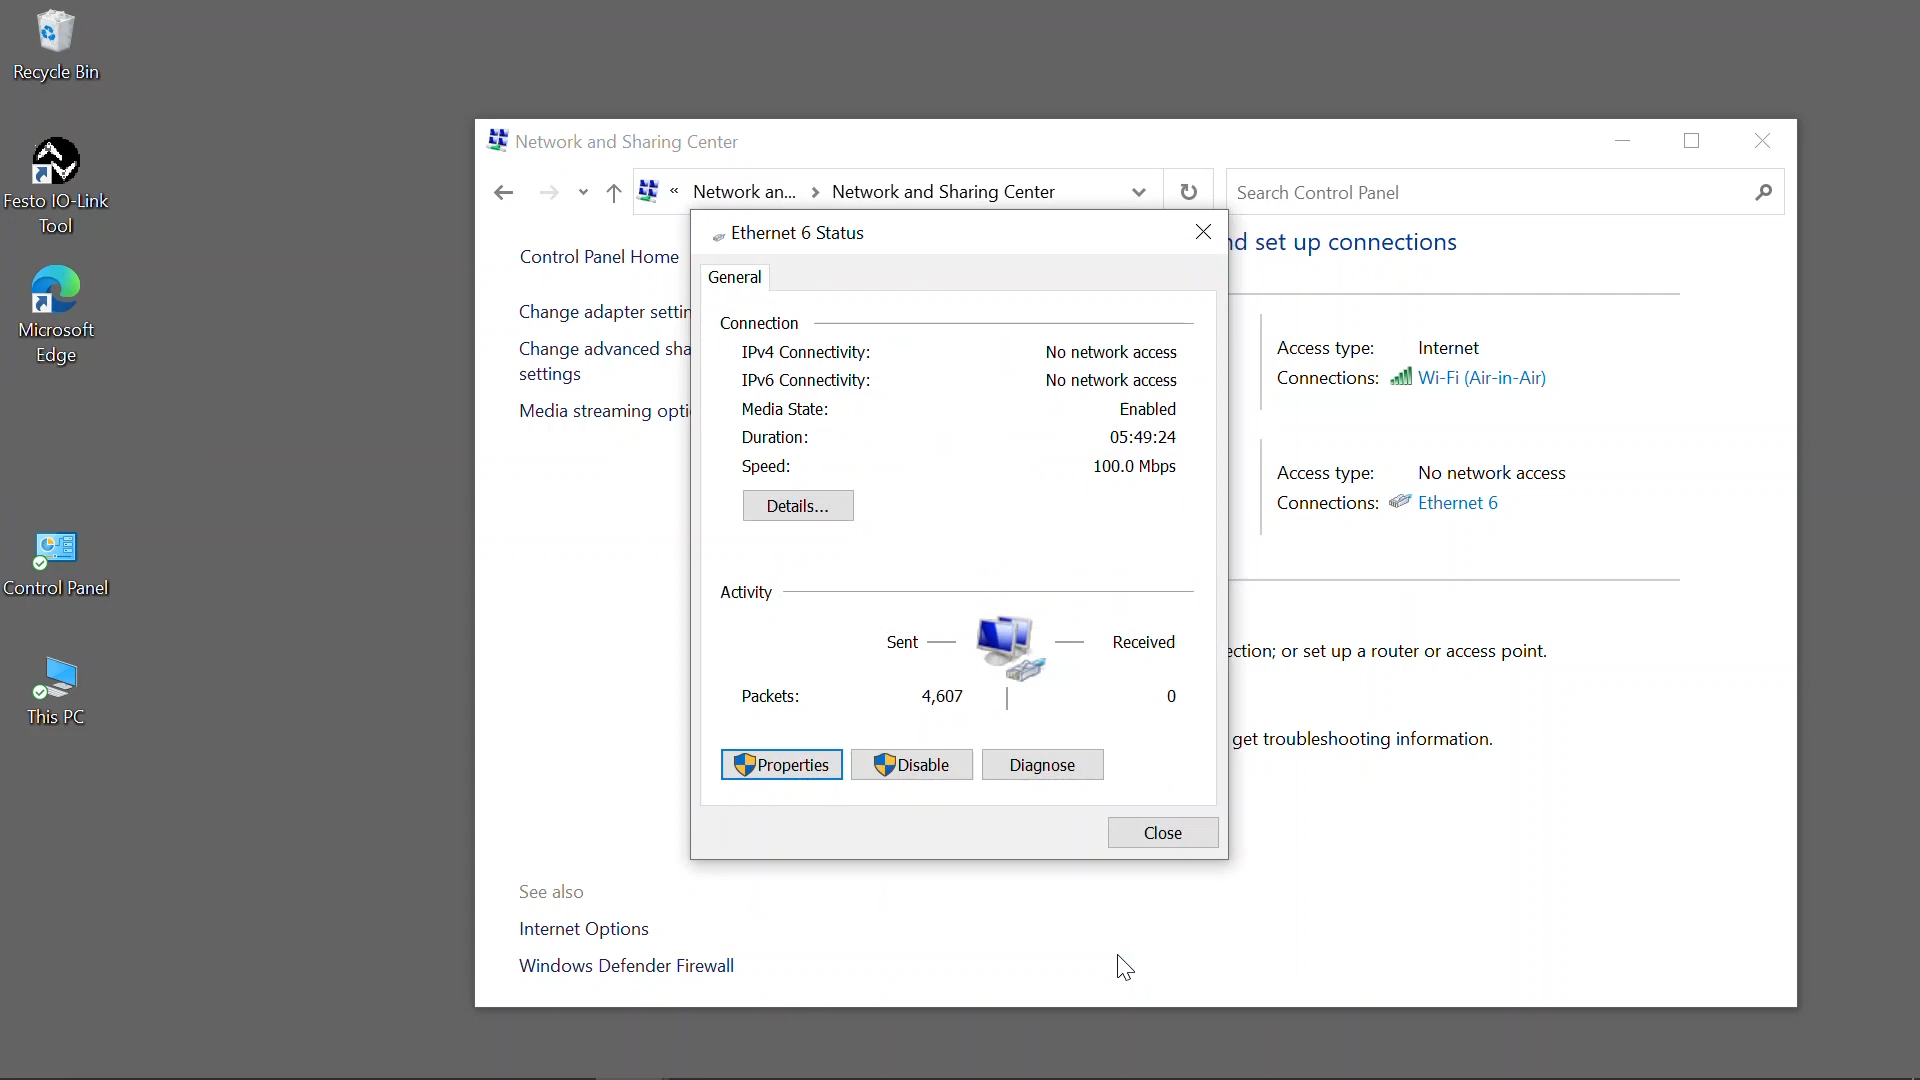 Recycle Bin
Festo IO-Link
Tool
Microsoft
Edge
Control Panel
This PC
Network and Sharing Center
« Network an... > Network and Sharing Center
Search Control Panel
Control Panel Home
Change adapter settin
Change advanced sha
settings
Media streaming opti
See also
Internet Options
Windows Defender Firewall
nd set up connections
Access type: Internet
Connections: Wi-Fi (Air-in-Air)
Access type: No network access
Connections: Ethernet 6
ection; or set up a router or access point.
get troubleshooting information.
Ethernet 6 Status
General
Connection
IPv4 Connectivity: No network access
IPv6 Connectivity: No network access
Media State: Enabled
Duration: 05:49:24
Speed: 100.0 Mbps
Details...
Activity
Sent Received
Packets: 4,607 0
Properties Disable Diagnose
Close